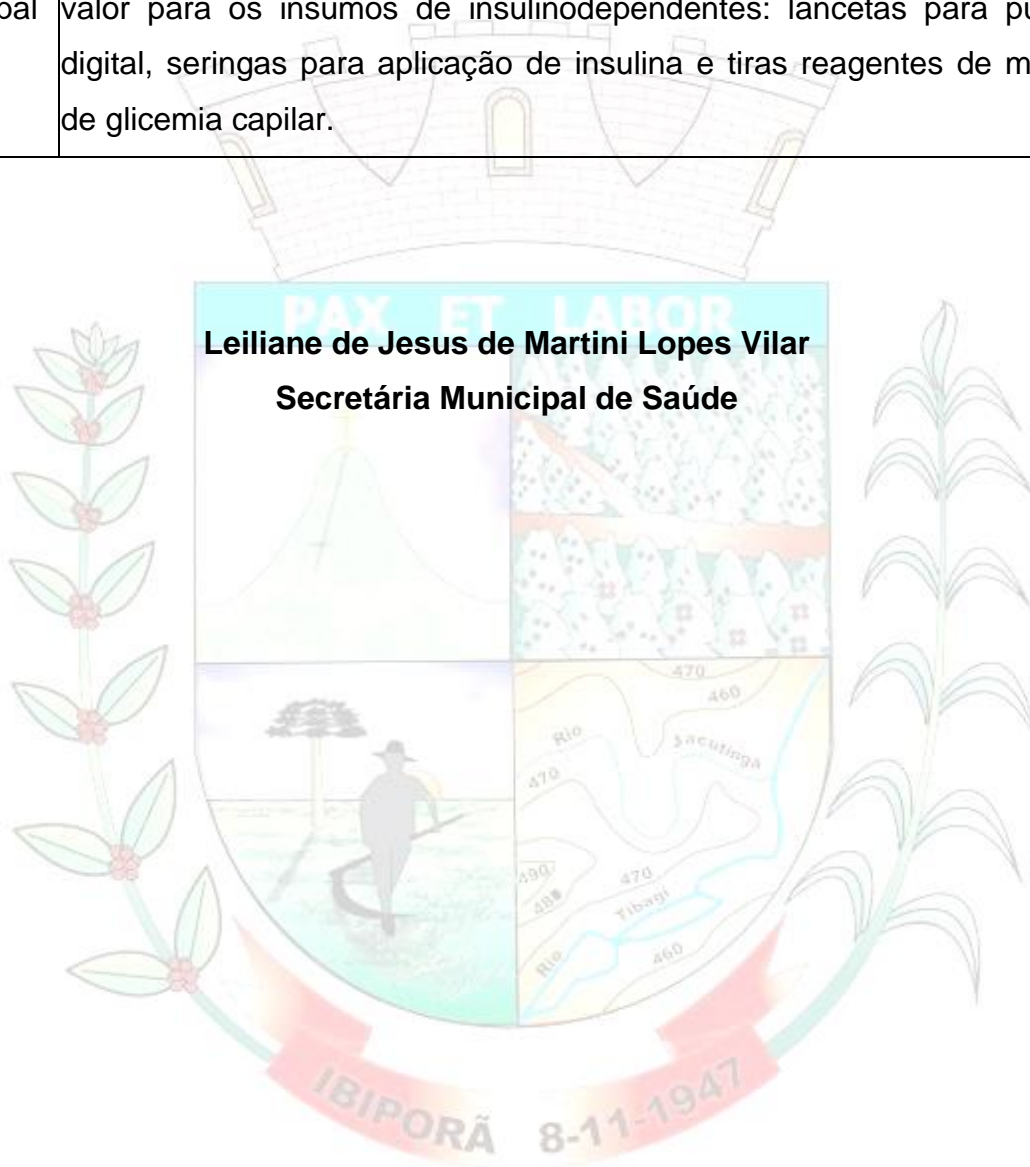 valor para os insumos de insulinodependentes: lancetas para
digital, seringas para aplicação de insulina e tiras reagentes de
de glicemia capilar.
PAX ET LABOR
Leiliane de Jesus de Martini Lopes Vilar
Secretária Municipal de Saúde
470
460
Rio
Jacutinga
470
490
480
470
Tibagi
Rio
460
IBIPORÃ 8-11-1947